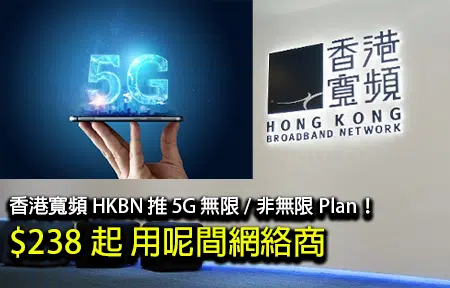 5G
香港
寬頻
HONG KONG
BROADBAND NETWORK
香港寬頻 HKBN 推 5G 無限 / 非無限 Plan！
$238 起 用呢間網絡商